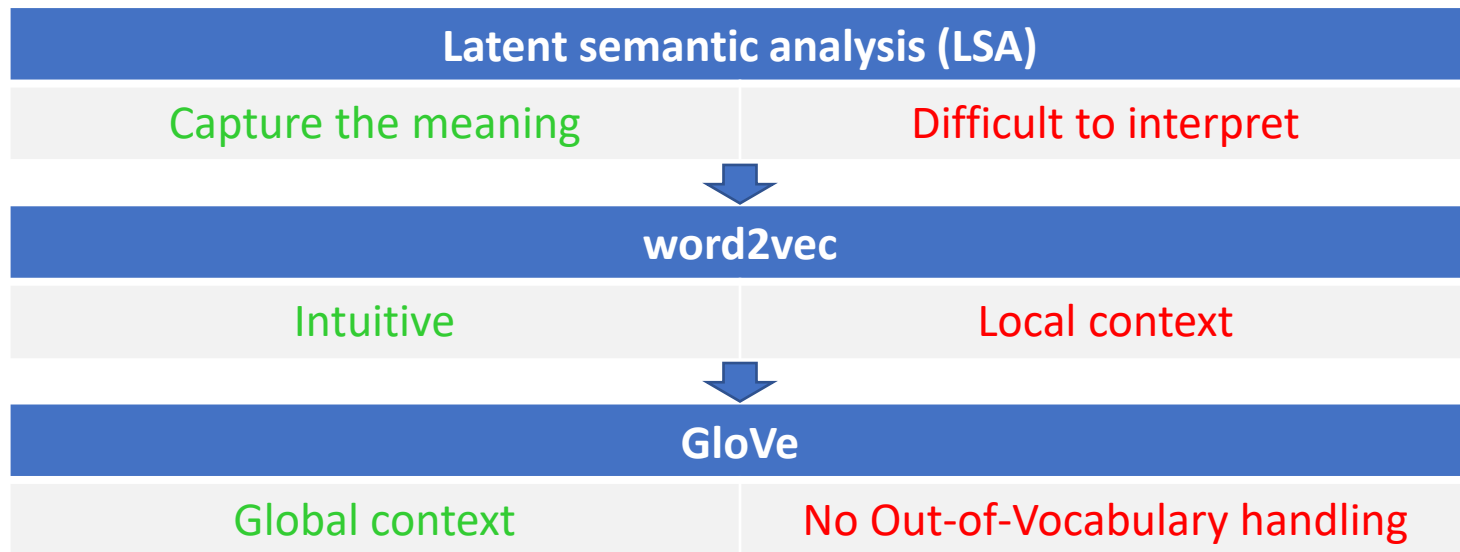 Latent semantic analysis (LSA)
Capture the meaning
Difficult to interpret
word2vec
Intuitive
Local context
GloVe
Global context
No Out-of-Vocabulary handling